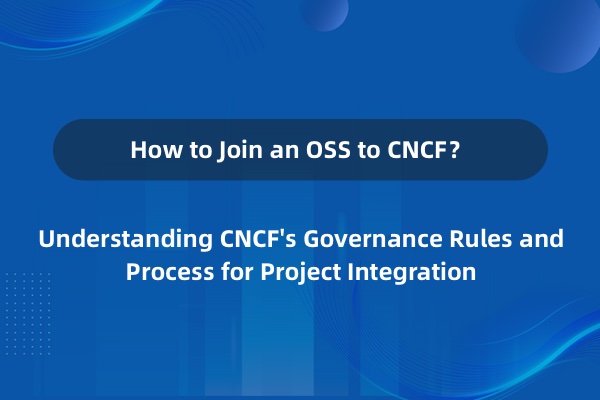 How to Join an OSS to CNCF?
Understanding CNCF's Governance Rules and
Process for Project Integration